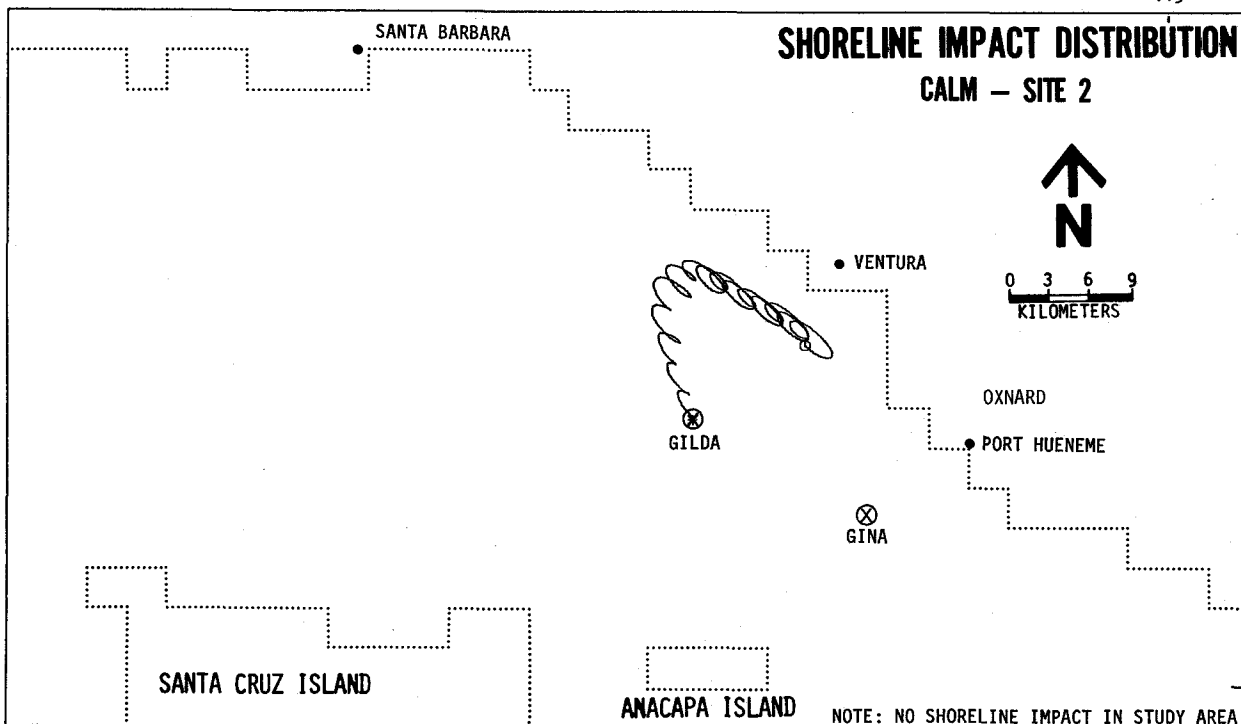 SANTA BARBARA
SHORELINE IMPACT DISTRIBUTION
CALM – SITE 2
N
VENTURA
0 3 6 9
KILOMETERS
OXNARD
GILDA
PORT HUENEME
GINA
SANTA CRUZ ISLAND
ANACAPA ISLAND
NOTE: NO SHORELINE IMPACT IN STUDY AREA